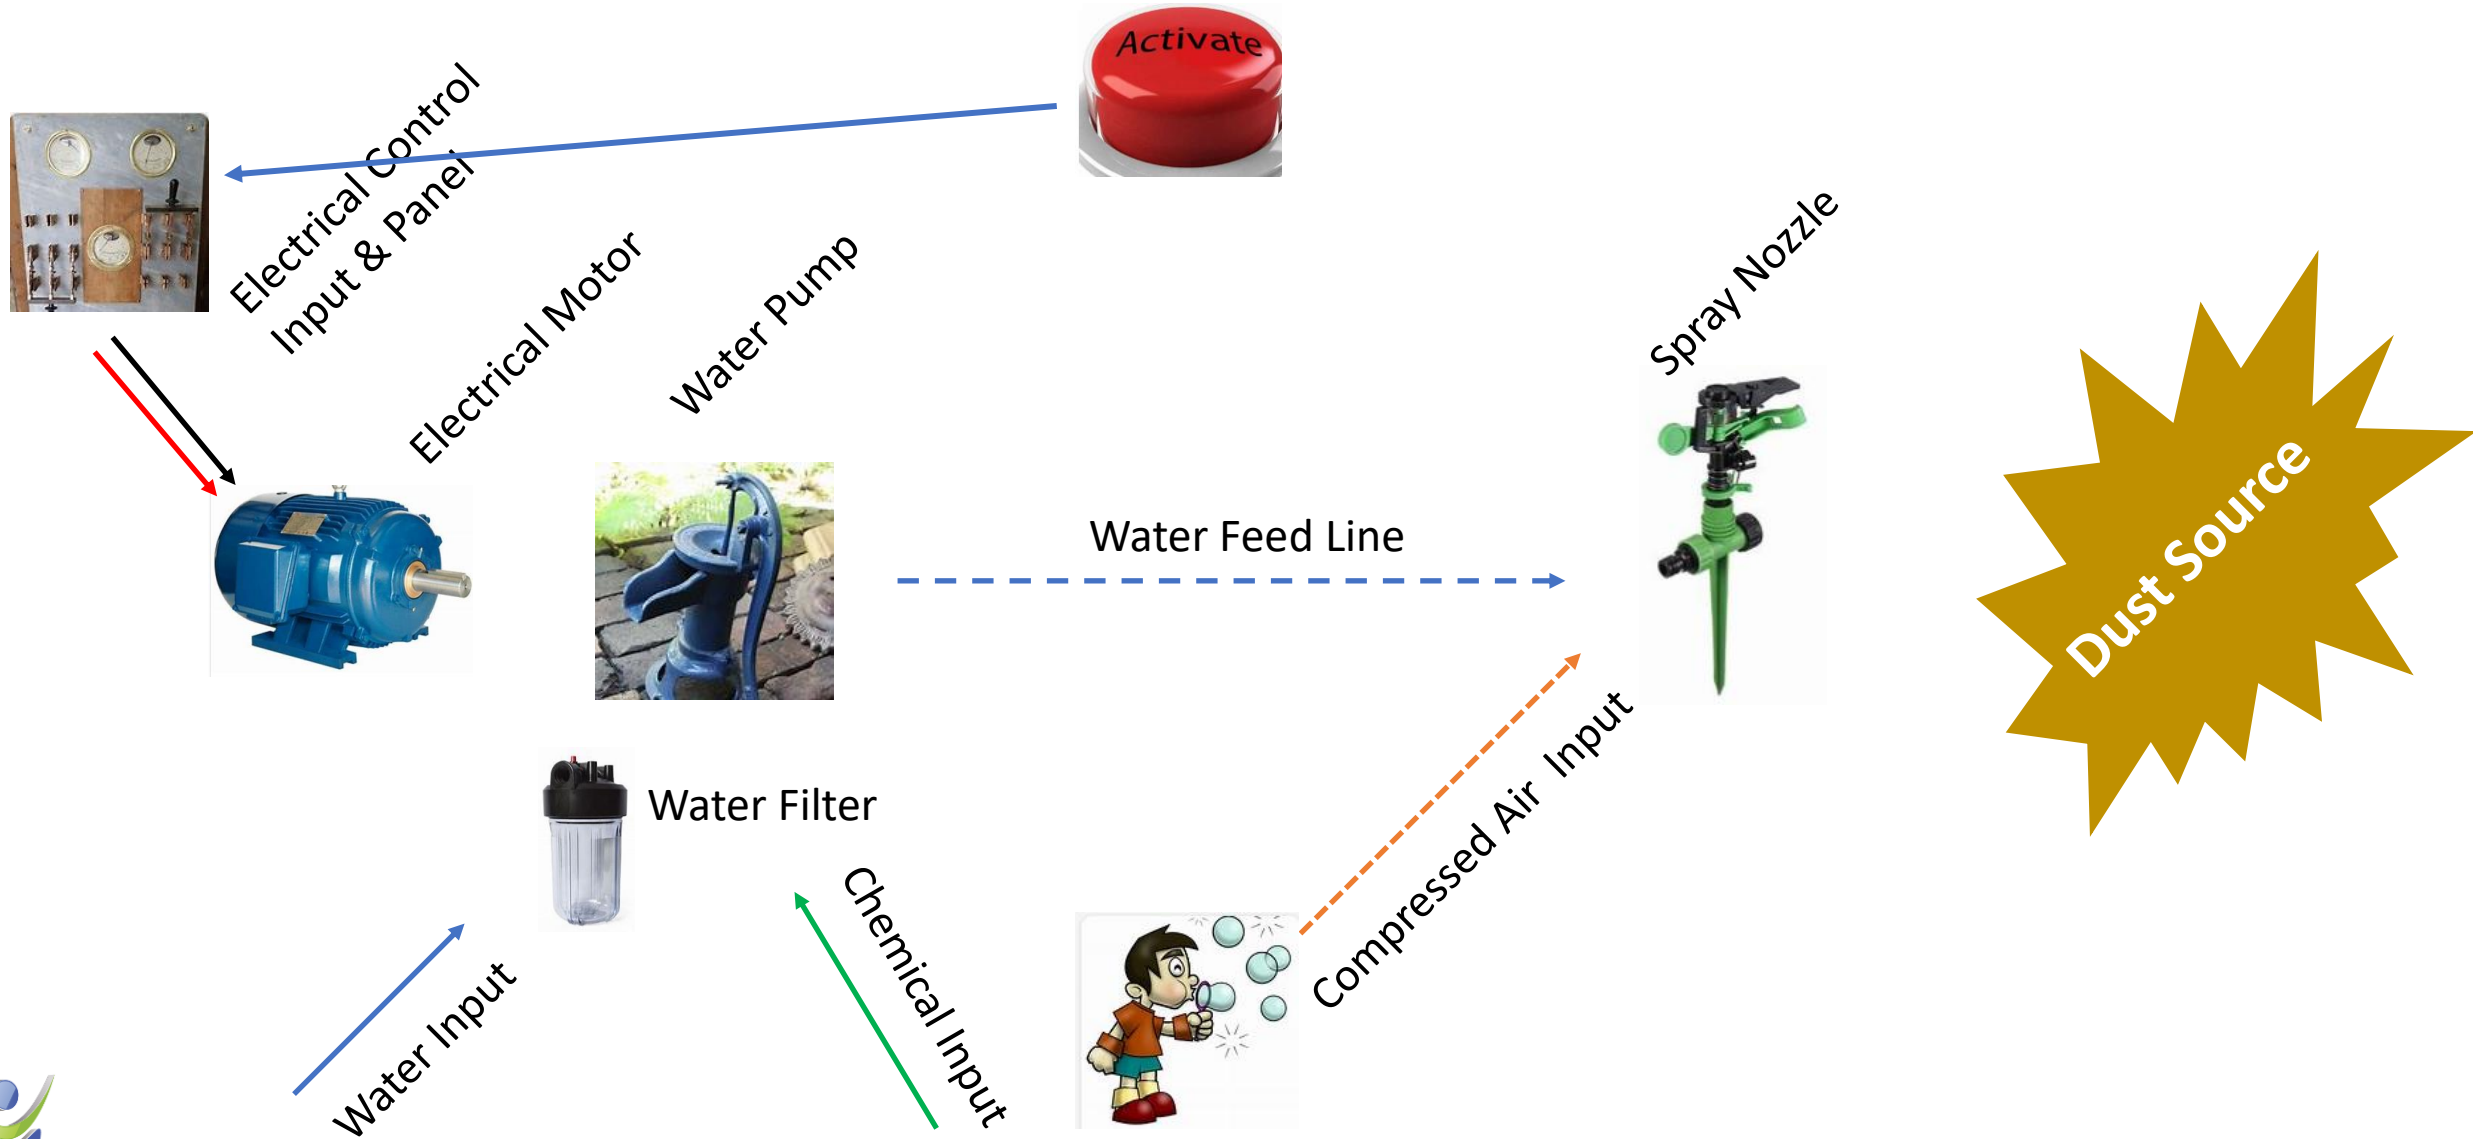 Activate
Electrical Control
Input & Panel
Electrical Motor
Water Pump
Spray Nozzle
Water Feed Line
Dust Source
Water Filter
Chemical Input
Compressed Air Input
Water Input